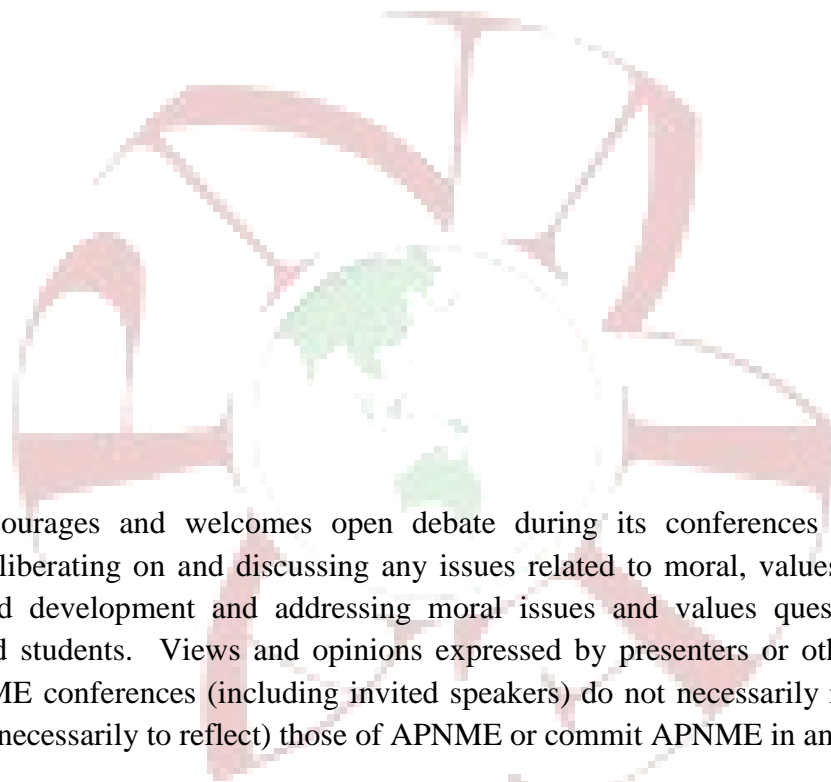 ourages and welcomes open debate during its conferences
liberating on and discussing any issues related to moral, values
d development and addressing moral issues and values ques
d students. Views and opinions expressed by presenters or oth
ME conferences (including invited speakers) do not necessarily
necessarily to reflect) those of APNME or commit APNME in an